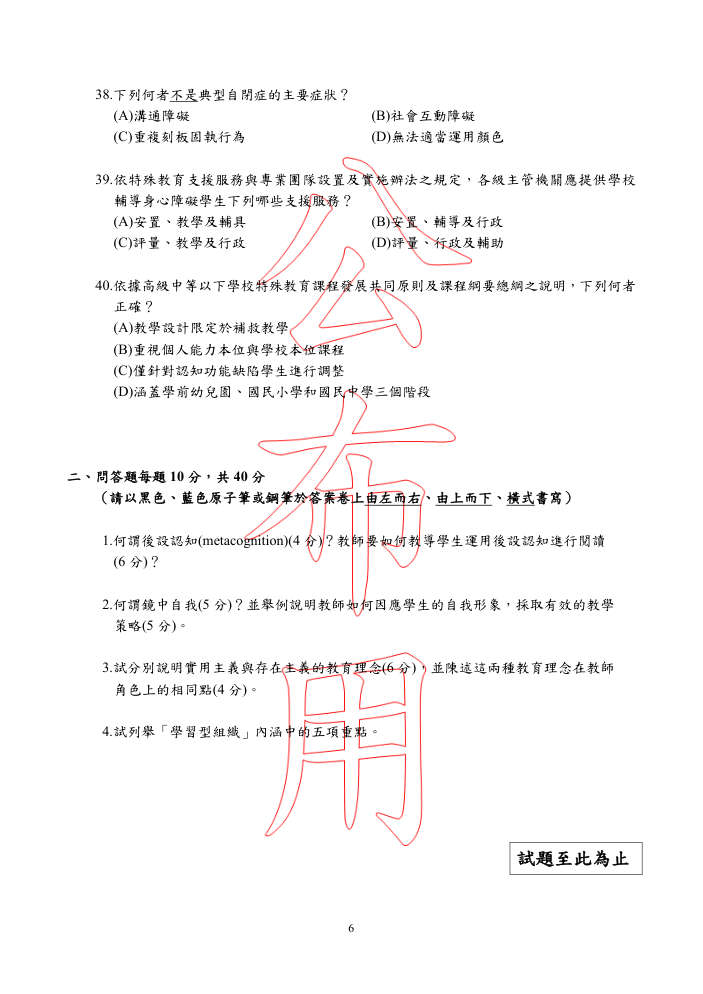 38.下列何者不是典型自閉症的主要症狀？
(A)溝通障礙 (B)社會互動障礙
(C)重複刻板固執行為 (D)無法適當運用顏色
39.依特殊教育支援服務與專業團隊設置及實施辦法之規定，各級主管機關應提供學校
輔導身心障礙學生下列哪些支援服務？
(A)安置、教學及輔具 (B)安置、輔導及行政
(C)評量、教學及行政 (D)評量、行政及輔助
40.依據高級中等以下學校特殊教育課程發展共同原則及課程綱要總綱之說明，下列何者
正確？
(A)教學設計限定於補救教學
(B)重視個人能力本位與學校本位課程
(C)僅針對認知功能缺陷學生進行調整
(D)涵蓋學前幼兒園、國民小學和國民中學三個階段
二、問答題每題 10 分，共 40 分
（請以黑色、藍色原子筆或鋼筆於答案卷上由左而右、由上而下、橫式書寫）
1.何謂後設認知(metacognition)(4 分)？教師要如何教導學生運用後設認知進行閱讀
(6 分)？
2.何謂鏡中自我(5 分)？並舉例說明教師如何因應學生的自我形象，採取有效的教學
策略(5 分)。
3.試分別說明實用主義與存在主義的教育理念(6 分)，並陳述這兩種教育理念在教師
角色上的相同點(4 分)。
4.試列舉「學習型組織」內涵中的五項重點。
試題至此為止
6
公布用